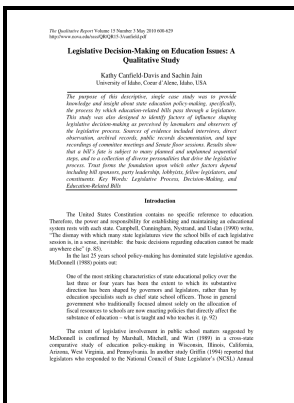 The Qualitative Report Volume 15 Number 3 May 2010 600-629
http://www.nova.edu/ssss/QR/QR15-3/canfield.pdf
Legislative Decision-Making on Education Issues: A
Qualitative Study
Kathy Canfield-Davis and Sachin Jain
University of Idaho, Coeur d'Alene, Idaho, USA
The purpose of this descriptive, single case study was to provide
knowledge and insight about state education policy-making, specifically,
the process by which education-related bills pass through a legislature.
This study was also designed to identify factors of influence shaping
legislative decision-making as perceived by lawmakers and observers of
the legislative process. Sources of evidence included interviews, direct
observation, archived records, public records documentation, and tape
recordings of committee meetings and Senate floor sessions. Results show
that a bill's fate is subject to many planned and unplanned sequential
steps, and to a collection of diverse personalities that drive the legislative
process. Trust forms the foundation upon which other factors depend
including bill sponsors, party leadership, lobbyists, fellow legislators, and
constituents. Key Words: Legislative Process, Decision-Making, and
Education-Related Bills
Introduction
The United States Constitution contains no specific reference to education.
Therefore, the power and responsibility for establishing and maintaining an educational
system rests with each state. Campbell, Cunningham, Nystrand, and Usdan (1990) write,
"The dismay with which many state legislators view the school bills of each legislative
session is, in a sense, inevitable: the basic decisions regarding education cannot be made
anywhere else" (p. 85).
In the last 25 years school policy-making has dominated state legislative agendas.
McDonnell (1988) points out:
One of the most striking characteristics of state educational policy over the
last three or four years has been the extent to which its substantive
direction has been shaped by governors and legislators, rather than by
education specialists such as chief state school officers. Those in general
government who traditionally focused almost solely on the allocation of
fiscal resources to schools are now enacting policies that directly affect the
substance of education – what is taught and who teaches it. (p. 92)
The extent of legislative involvement in public school matters suggested by
McDonnell is confirmed by Marshall, Mitchell, and Wirt (1989) in a cross-state
comparative study of education policy-making in Wisconsin, Illinois, California,
Arizona, West Virginia, and Pennsylvania. In another study Griffin (1994) reported that
legislators who responded to the National Council of State Legislator's (NCSL) Annual